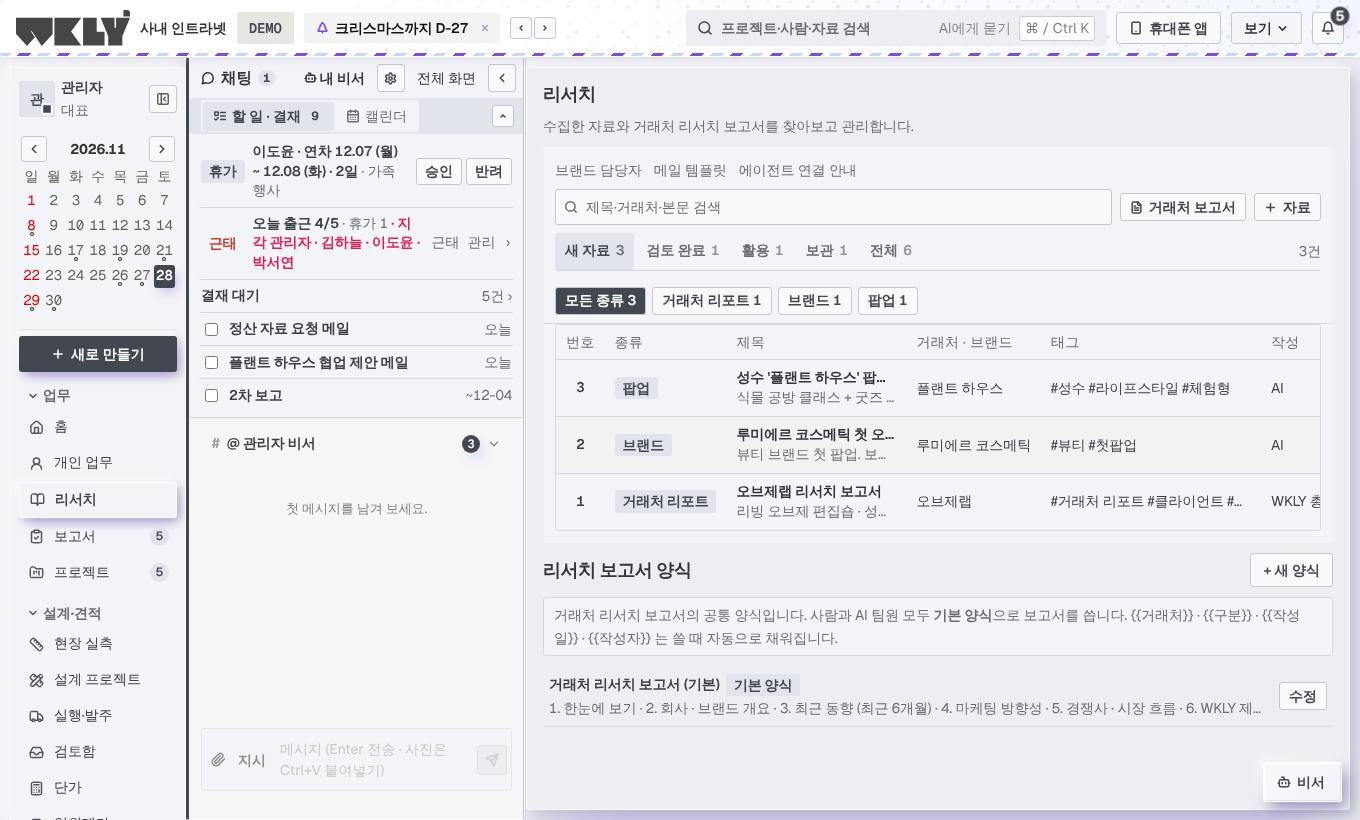 WKLY 사내 인트라넷 DEMO 크리스마스까지 D-27 × 프로젝트·사람·자료 검색 AI에게 묻기 ⌘ / Ctrl K 휴대폰 앱 보기 5
관 관리자
대표
2026.11
일 월 화 수 목 금 토
1 2 3 4 5 6 7
8 9 10 11 12 13 14
15 16 17 18 19 20 21
22 23 24 25 26 27 28
29 30
+ 새로 만들기
업무
홈
개인 업무
리서치
보고서 5
프로젝트 5
설계·견적
현장 실측
설계 프로젝트
실행·발주
검토함
단가
채팅 1 내 비서 전체 화면
할 일·결재 9 캘린더
휴가 이도윤 · 연차 12.07 (월) ~ 12.08 (화) · 2일 · 가족 행사 승인 반려
근태 오늘 출근 4/5 · 휴가 1 · 지각 관리자 · 김하늘 · 이도윤 · 박서연 근태 관리 ›
결재 대기 5건 ›
정산 자료 요청 메일 오늘
플랜트 하우스 협업 제안 메일 오늘
2차 보고 ~12-04
# @ 관리자 비서 3
첫 메시지를 남겨 보세요.
지시 메시지 (Enter 전송 · 사진은 Ctrl+V 붙여넣기)
리서치
수집한 자료와 거래처 리서치 보고서를 찾아보고 관리합니다.
브랜드 담당자 메일 템플릿 에이전트 연결 안내
제목·거래처·본문 검색 거래처 보고서 + 자료
새 자료 3 검토 완료 1 활용 1 보관 1 전체 6 3건
모든 종류 3 거래처 리포트 1 브랜드 1 팝업 1
번호 종류 제목 거래처 · 브랜드 태그 작성
3 팝업 성수 '플랜트 하우스' 팝… 플랜트 하우스 #성수 #라이프스타일 #체험형 AI
식물 공방 클래스 + 굿즈 …
2 브랜드 루미에르 코스메틱 첫 오… 루미에르 코스메틱 #뷰티 #첫팝업 AI
뷰티 브랜드 첫 팝업. 보…
1 거래처 리포트 오브제랩 리서치 보고서 오브제랩 #거래처 리포트 #클라이언트 #… WKLY
리빙 오브제 편집숍 · 성…
리서치 보고서 양식 + 새 양식
거래처 리서치 보고서의 공통 양식입니다. 사람과 AI 팀원 모두 기본 양식으로 보고서를 씁니다. {{거래처}} · {{구분}} · {{작성
일}} · {{작성자}} 는 쓸 때 자동으로 채워집니다.
거래처 리서치 보고서 (기본) 기본 양식 수정
1. 한눈에 보기 · 2. 회사 · 브랜드 개요 · 3. 최근 동향 (최근 6개월) · 4. 마케팅 방향성 · 5. 경쟁사 · 시장 흐름 · 6. WKLY 제…
비서